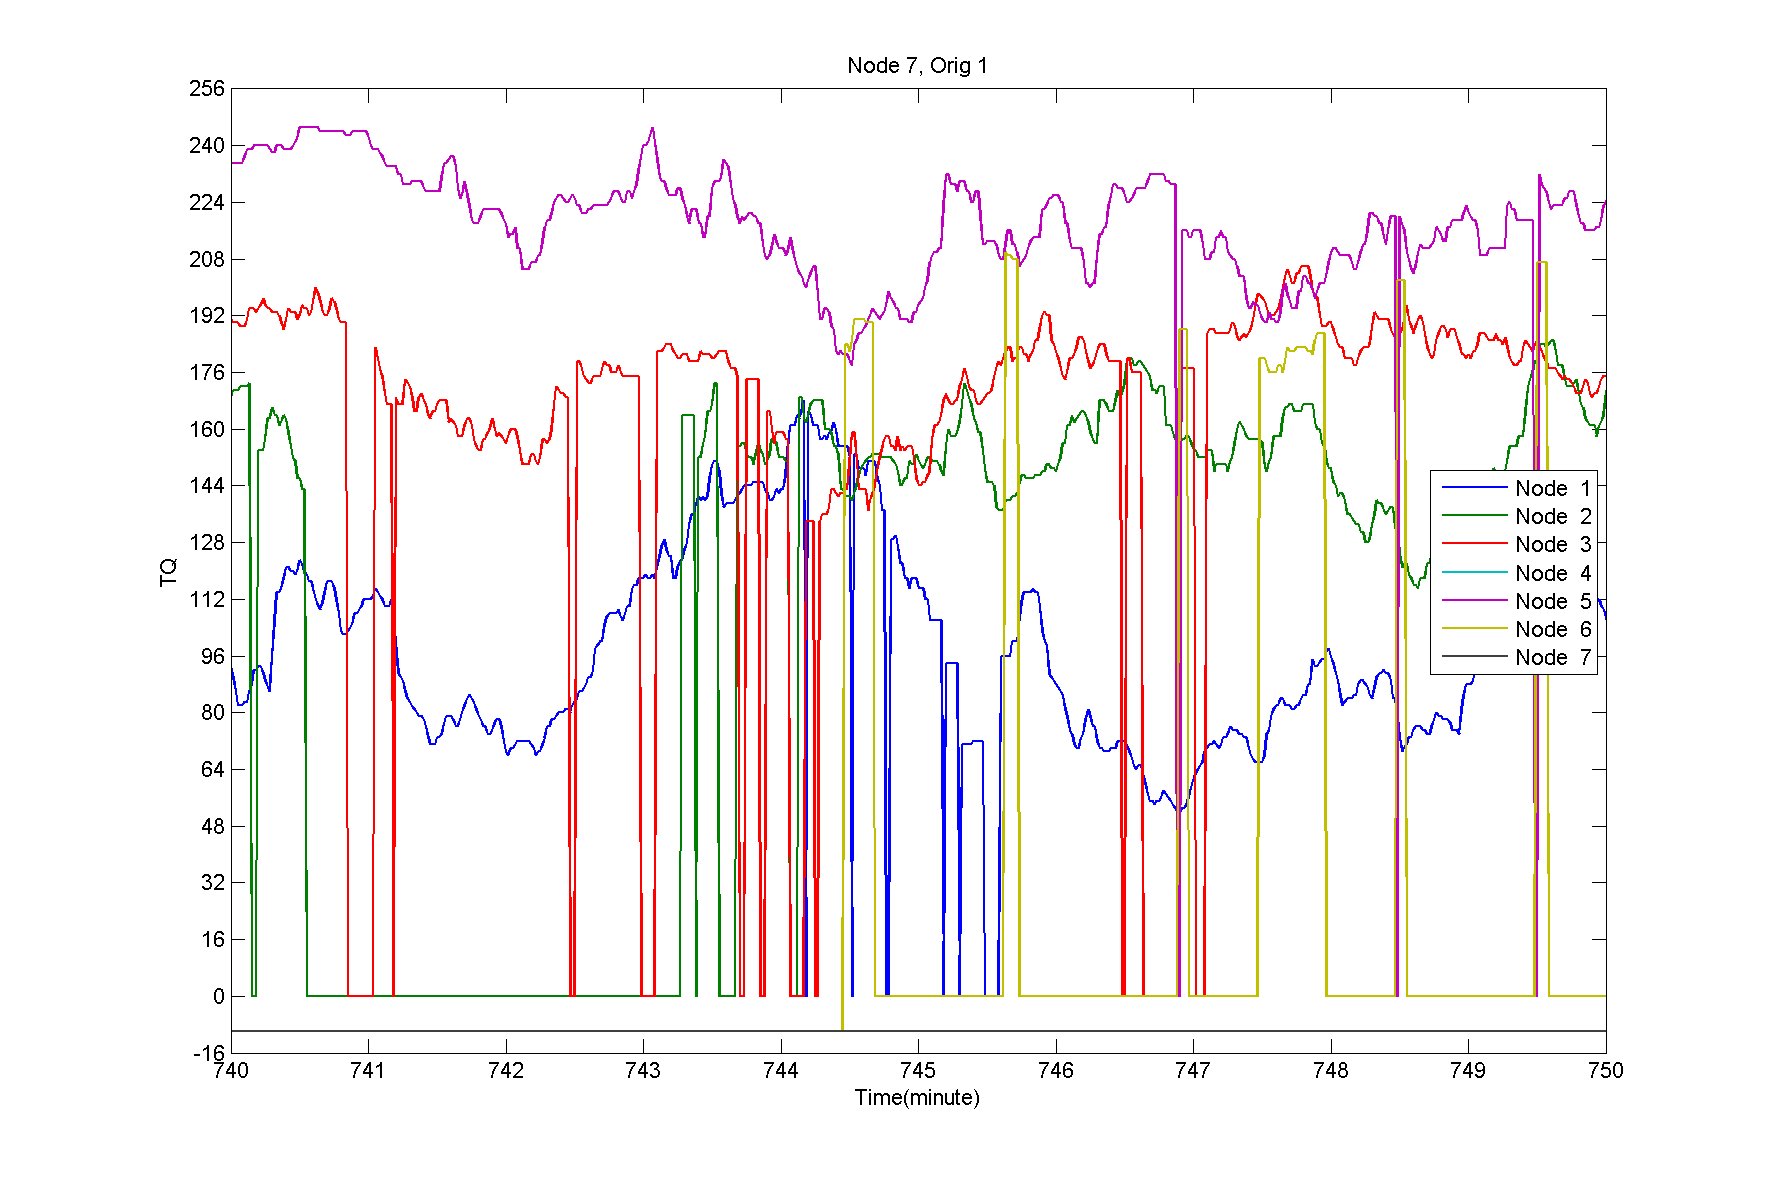 Node 7, Orig 1
256
240
224
208
192
176
160
144
128
112
96
80
64
48
32
16
0
-16
TQ
Node 1
Node 2
Node 3
Node 4
Node 5
Node 6
Node 7
740 741 742 743 744 745 746 747 748 749 750
Time(minute)